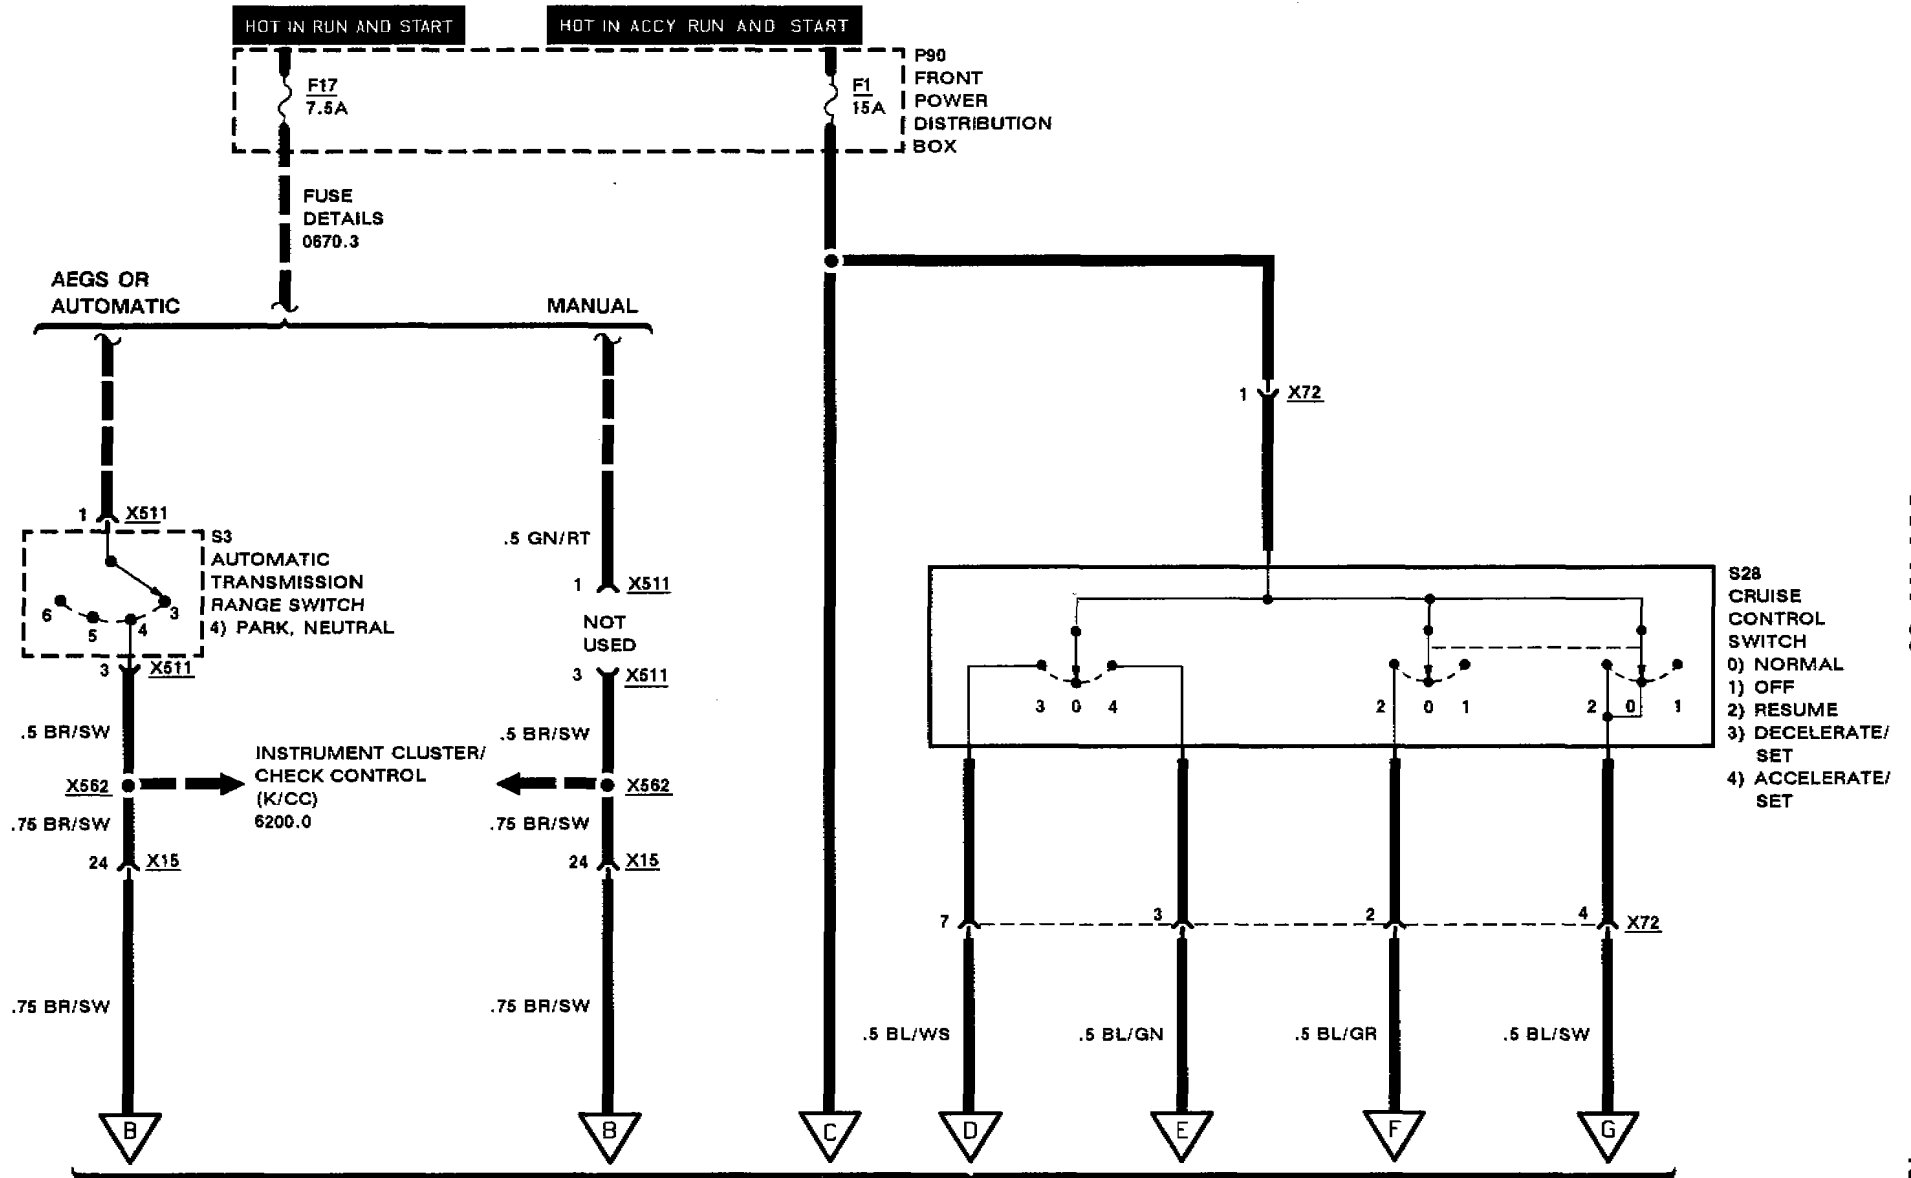 HOT IN RUN AND START
HOT IN ACCY RUN AND START
F17
7.5A
F1
15A
P90
FRONT
POWER
DISTRIBUTION
BOX
FUSE
DETAILS
0670.3
AEGS OR
AUTOMATIC
MANUAL
1 X72
1 X511
S3
AUTOMATIC
TRANSMISSION
RANGE SWITCH
4) PARK, NEUTRAL
6 5 4 3
3 X511
.5 GN/RT
1 X511
NOT
USED
3 X511
S28
CRUISE
CONTROL
SWITCH
0) NORMAL
1) OFF
2) RESUME
3) DECELERATE/
SET
4) ACCELERATE/
SET
3 0 4
2 0 1
2 0 1
.5 BR/SW
.5 BR/SW
INSTRUMENT CLUSTER/
CHECK CONTROL
(K/CC)
6200.0
X562
X562
.75 BR/SW
.75 BR/SW
24 X15
24 X15
7 3 2 4 X72
.75 BR/SW
.75 BR/SW
.5 BL/WS
.5 BL/GN
.5 BL/GR
.5 BL/SW
B B C D E F G